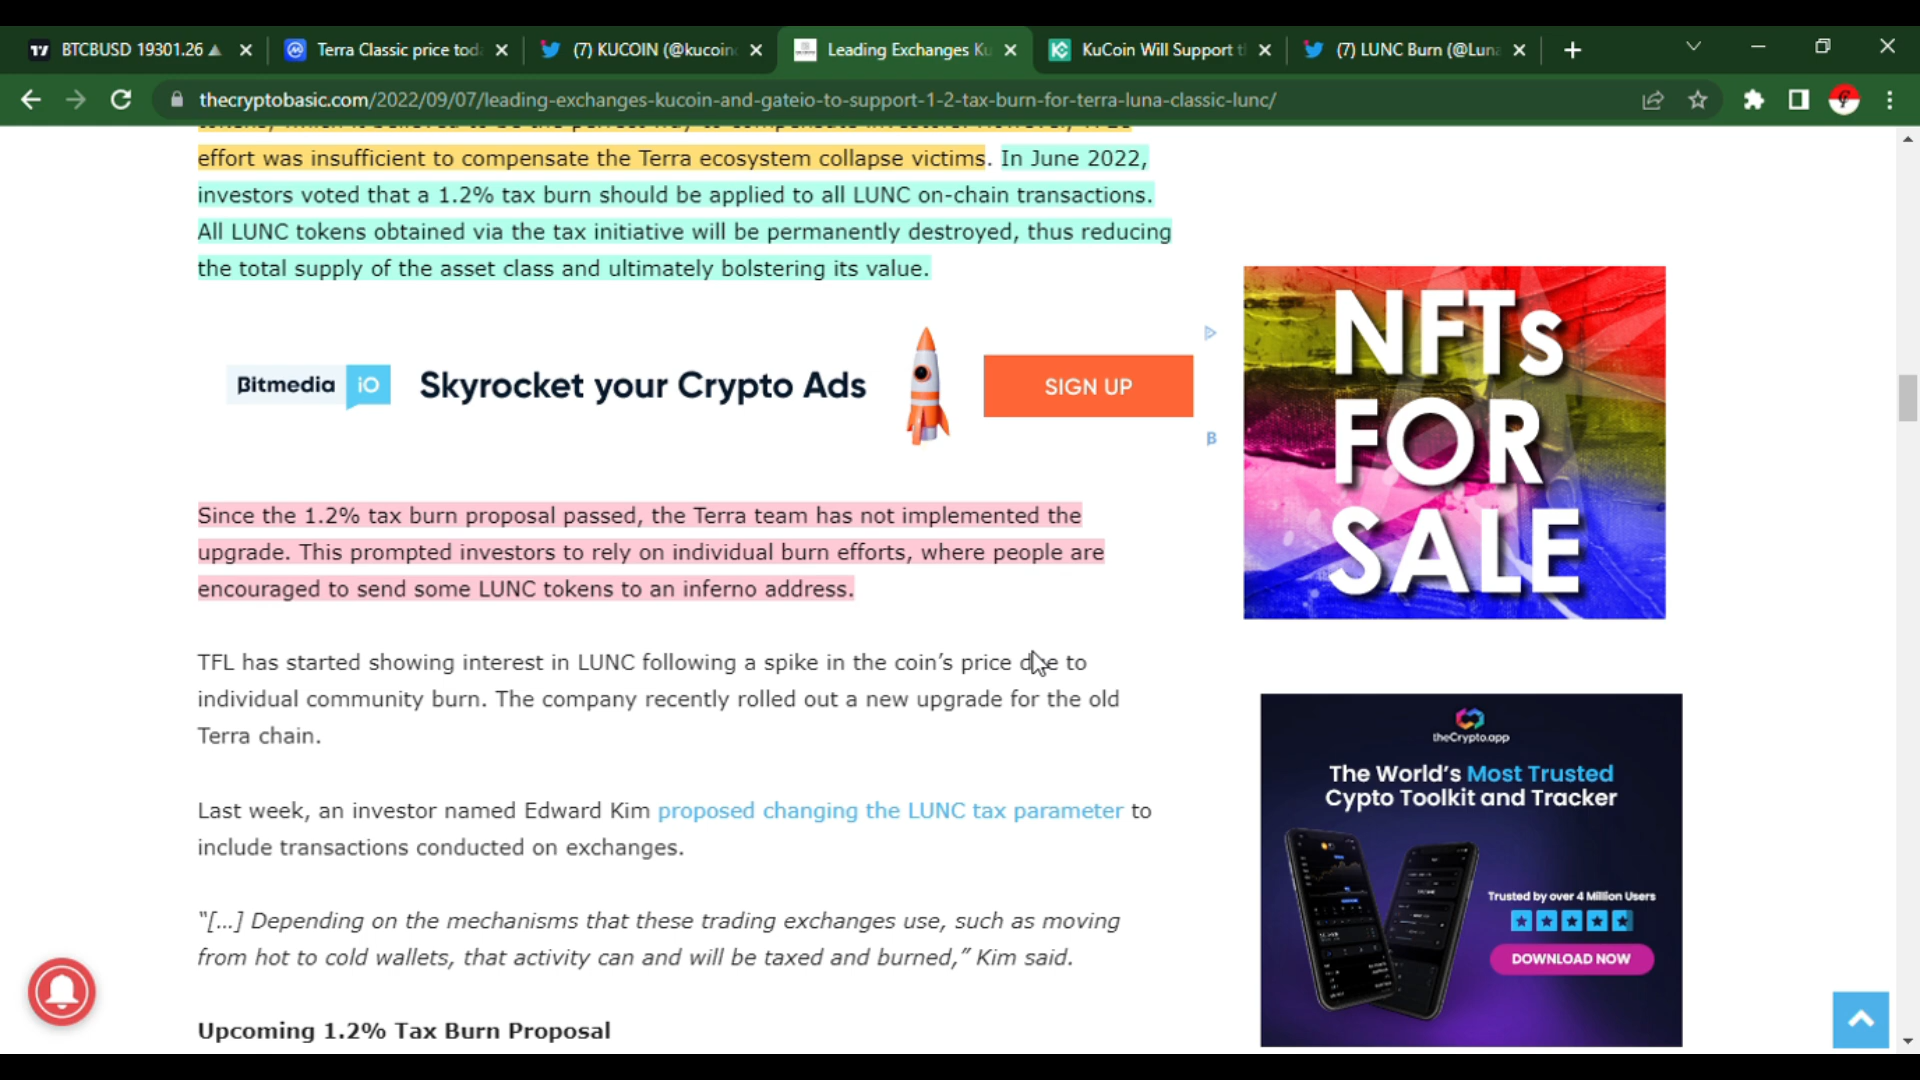 BTCBUSD 19301.26
Terra Classic price tod
(7) KUCOIN (@kucoin
Leading Exchanges Ku
KuCoin Will Support t
(7) LUNC Burn (@Luna
thecryptobasic.com/2022/09/07/leading-exchanges-kucoin-and-gateio-to-support-1-2-tax-burn-for-terra-luna-classic-lunc/
effort was insufficient to compensate the Terra ecosystem collapse victims. In June 2022,
investors voted that a 1.2% tax burn should be applied to all LUNC on-chain transactions.
All LUNC tokens obtained via the tax initiative will be permanently destroyed, thus reducing
the total supply of the asset class and ultimately bolstering its value.
Bitmedia iO
Skyrocket your Crypto Ads
SIGN UP
NFTs
FOR
SALE
Since the 1.2% tax burn proposal passed, the Terra team has not implemented the
upgrade. This prompted investors to rely on individual burn efforts, where people are
encouraged to send some LUNC tokens to an inferno address.
TFL has started showing interest in LUNC following a spike in the coin's price due to
individual community burn. The company recently rolled out a new upgrade for the old
Terra chain.
Last week, an investor named Edward Kim proposed changing the LUNC tax parameter to
include transactions conducted on exchanges.
"[...] Depending on the mechanisms that these trading exchanges use, such as moving
from hot to cold wallets, that activity can and will be taxed and burned," Kim said.
Upcoming 1.2% Tax Burn Proposal
theCrypto.app
The World's Most Trusted
Cypto Toolkit and Tracker
Trusted by over 4 Million Users
DOWNLOAD NOW